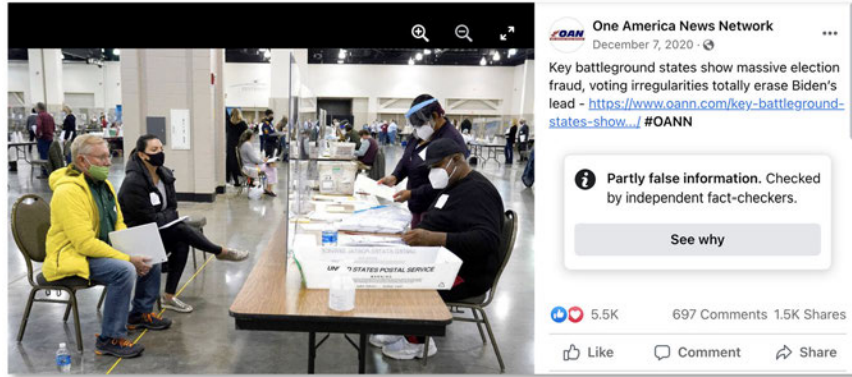 OAN
One America News Network
December 7, 2020 ·
Key battleground states show massive election
fraud, voting irregularities totally erase Biden's
lead - https://www.oann.com/key-battleground-
states-show.../ #OANN
Partly false information. Checked
by independent fact-checkers.
See why
5.5K 697 Comments 1.5K Shares
Like Comment Share
UNITED STATES POSTAL SERVICE